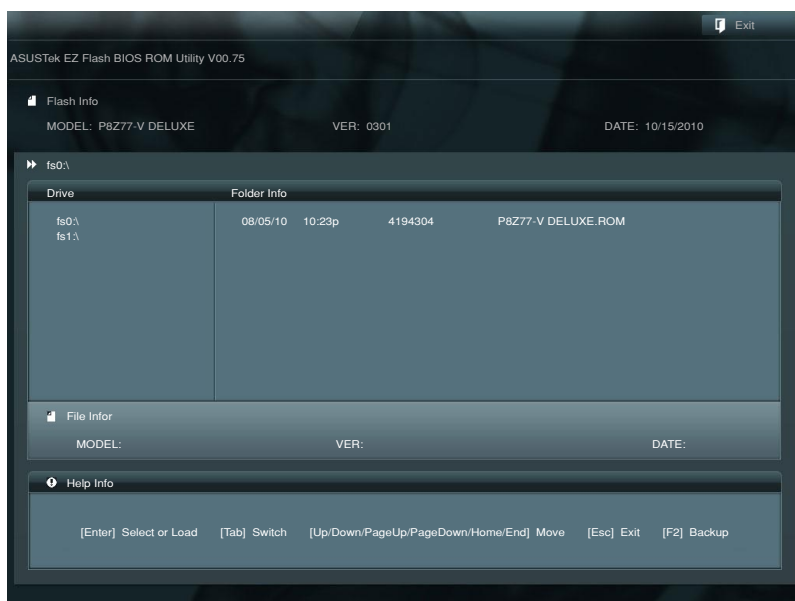 Exit
ASUSTek EZ Flash BIOS ROM Utility V00.75
Flash Info
MODEL: P8Z77-V DELUXE VER: 0301 DATE: 10/15/2010
fs0:\
Drive Folder Info
fs0:\ 08/05/10 10:23p 4194304 P8Z77-V DELUXE.ROM
fs1:\
File Infor
MODEL: VER: DATE:
Help Info
[Enter] Select or Load [Tab] Switch [Up/Down/PageUp/PageDown/Home/End] Move [Esc] Exit [F2] Backup